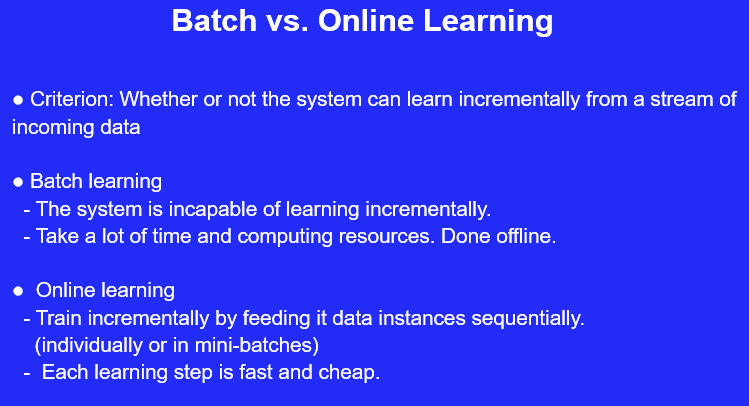 Batch vs. Online Learning
● Criterion: Whether or not the system can learn incrementally from a stream of
incoming data
● Batch learning
- The system is incapable of learning incrementally.
- Take a lot of time and computing resources. Done offline.
● Online learning
- Train incrementally by feeding it data instances sequentially.
(individually or in mini-batches)
- Each learning step is fast and cheap.